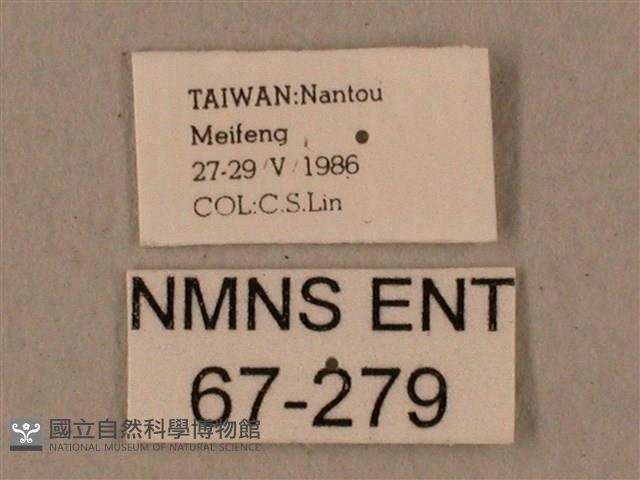 TAIWAN:Nantou
Meifeng
27-29/V/1986
COL:C.S.Lin
NMNS ENT
67-279
國立自然科學博物館
NATIONAL MUSEUM OF NATURAL SCIENCE